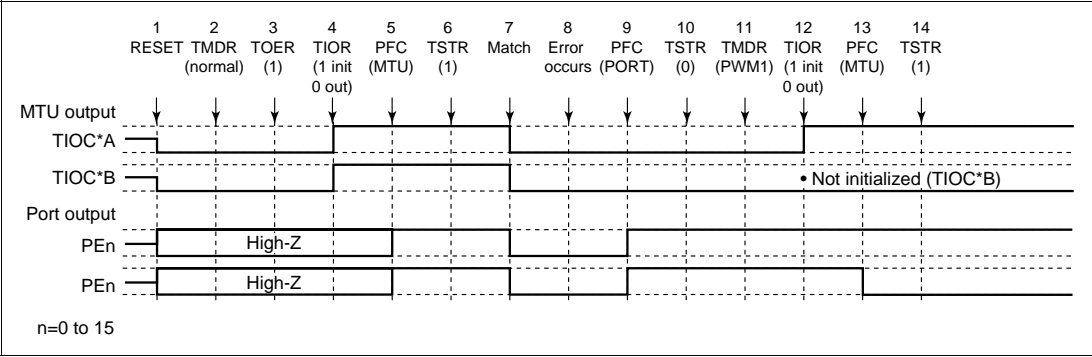 1 2 3 4 5 6 7 8 9 10 11 12 13 14
RESET TMDR TOER TIOR PFC TSTR Match Error PFC TSTR TMDR TIOR PFC TSTR
(normal) (1) (1 init (MTU) (1) occurs (PORT) (0) (PWM1) (1 init (MTU) (1)
0 out) 0 out)
MTU output
TIOC*A
TIOC*B
• Not initialized (TIOC*B)
Port output
PEn
High-Z
PEn
High-Z
n=0 to 15